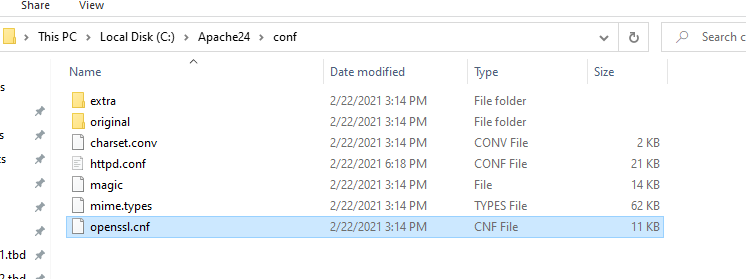 Share View
This PC > Local Disk (C:) > Apache24 > conf Search c
Name Date modified Type Size
extra 2/22/2021 3:14 PM File folder
original 2/22/2021 3:14 PM File folder
charset.conv 2/22/2021 3:14 PM CONV File 2 KB
httpd.conf 2/22/2021 6:18 PM CONF File 21 KB
magic 2/22/2021 3:14 PM File 14 KB
mime.types 2/22/2021 3:14 PM TYPES File 62 KB
openssl.cnf 2/22/2021 3:14 PM CNF File 11 KB
1.tbd
2.tbd